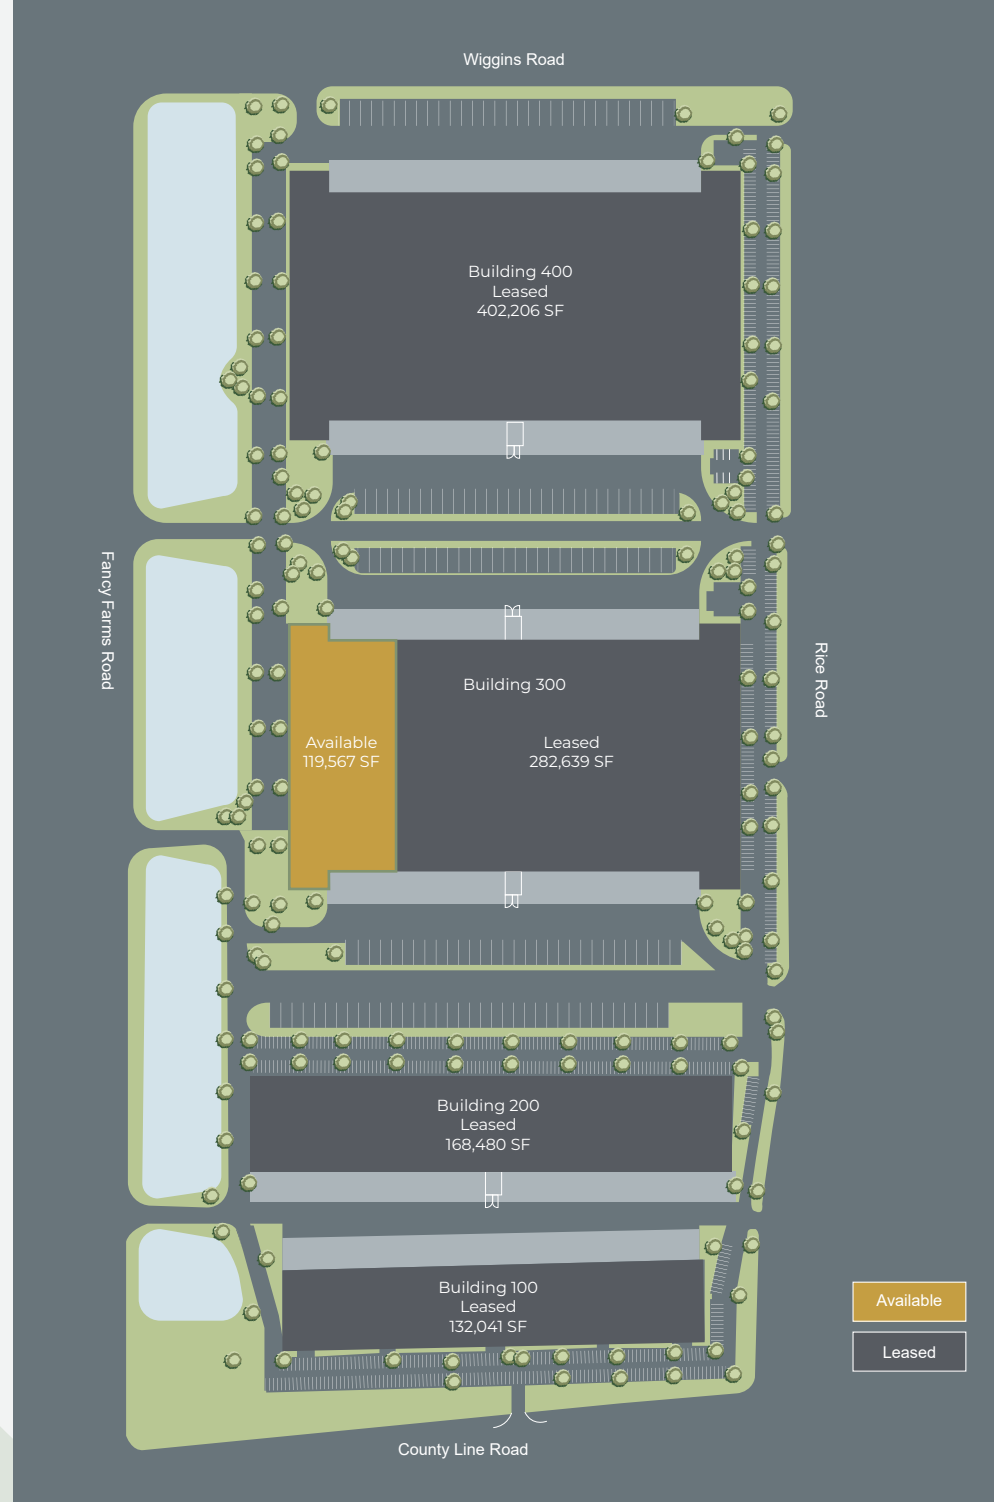 Wiggins Road
Building 400
Leased
402,206 SF
Fancy Farms Road
Rice Road
Building 300
Available
119,567 SF
Leased
282,639 SF
Building 200
Leased
168,480 SF
Building 100
Leased
132,041 SF
Available
Leased
County Line Road